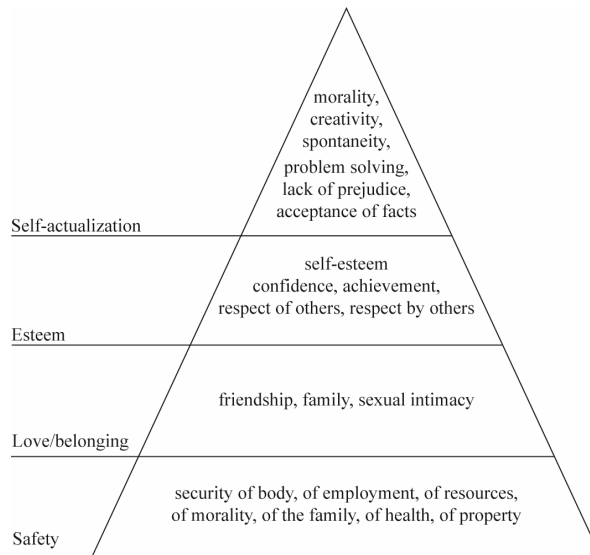 morality,
creativity,
spontaneity,
problem solving,
lack of prejudice,
acceptance of facts
Self-actualization
self-esteem
confidence, achievement,
respect of others, respect by others
Esteem
friendship, family, sexual intimacy
Love/belonging
security of body, of employment, of resources,
of morality, of the family, of health, of property
Safety